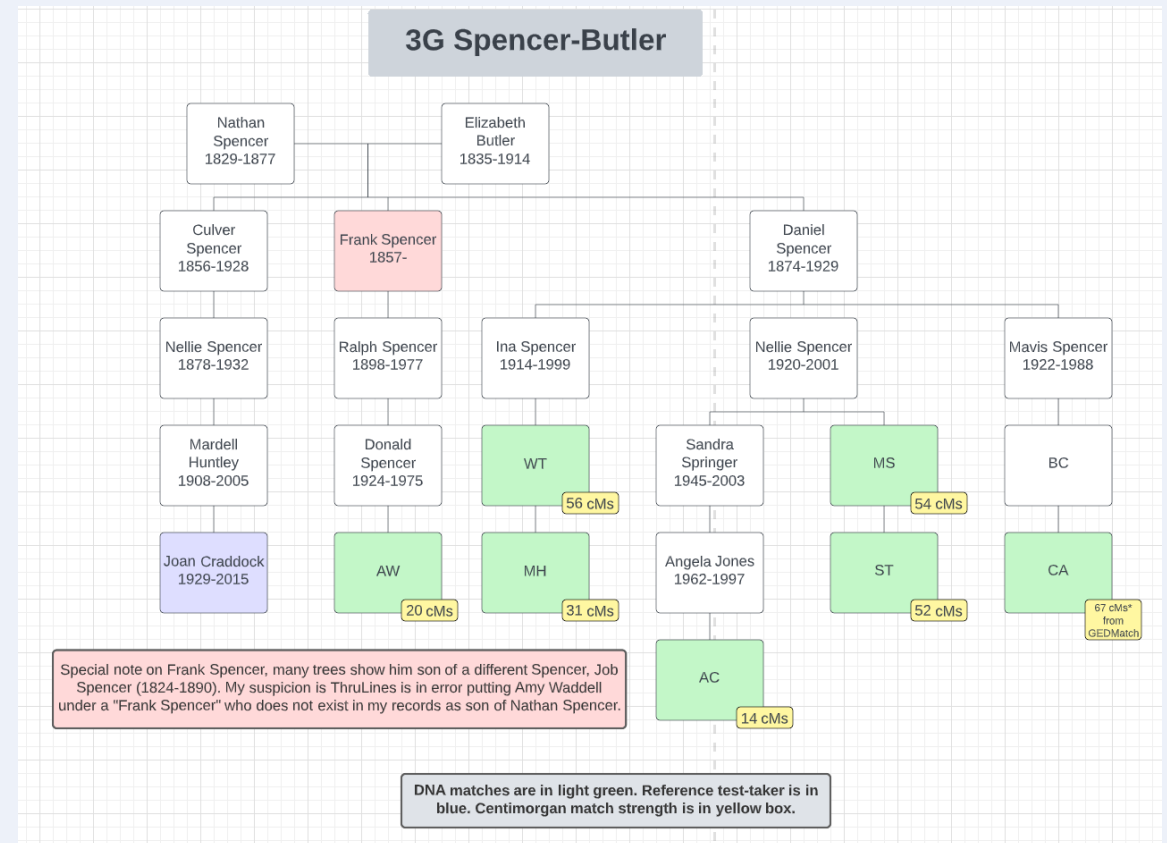 3G Spencer-Butler
Nathan
Spencer
1829-1877
Elizabeth
Butler
1835-1914
Culver
Spencer
1856-1928
Frank Spencer
1857-
Daniel
Spencer
1874-1929
Nellie Spencer
1878-1932
Ralph Spencer
1898-1977
Ina Spencer
1914-1999
Nellie Spencer
1920-2001
Mavis Spencer
1922-1988
Mardell
Huntley
1908-2005
Donald
Spencer
1924-1975
WT
56 cMs
Sandra
Springer
1945-2003
MS
54 cMs
BC
Joan Craddock
1929-2015
AW
20 cMs
MH
31 cMs
Angela Jones
1962-1997
ST
52 cMs
CA
67 cMs*
from
GEDMatch
AC
14 cMs
Special note on Frank Spencer, many trees show him son of a different Spencer, Job
Spencer (1824-1890). My suspicion is ThruLines is in error putting Amy Waddell
under a "Frank Spencer" who does not exist in my records as son of Nathan Spencer.
DNA matches are in light green. Reference test-taker is in
blue. Centimorgan match strength is in yellow box.